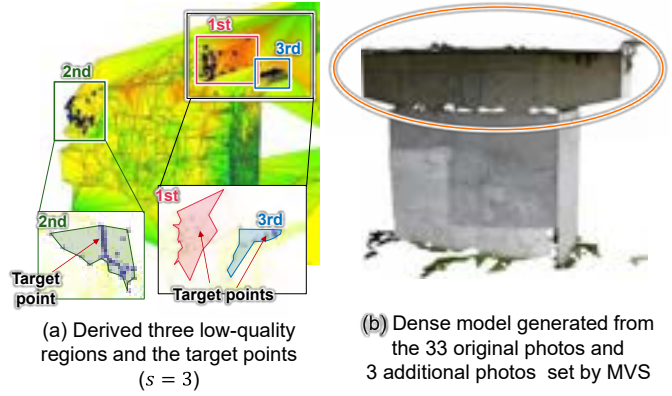 1st
3rd
2nd
2nd
1st
3rd
Target
point
Target points
(a) Derived three low-quality
regions and the target points
(s = 3)
(b) Dense model generated from
the 33 original photos and
3 additional photos set by MVS